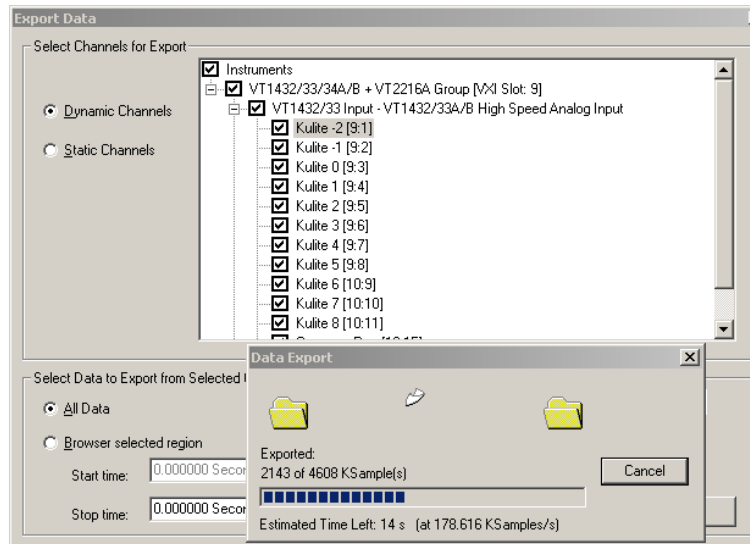 Export Data
Select Channels for Export
Dynamic Channels
Static Channels
Instruments
VT1432/33/34A/B + VT2216A Group [VXI Slot: 9]
VT1432/33 Input - VT1432/33A/B High Speed Analog Input
Kulite -2 [9:1]
Kulite -1 [9:2]
Kulite 0 [9:3]
Kulite 1 [9:4]
Kulite 2 [9:5]
Kulite 3 [9:6]
Kulite 4 [9:7]
Kulite 5 [9:8]
Kulite 6 [10:9]
Kulite 7 [10:10]
Kulite 8 [10:11]
Select Data to Export from Selected
All Data
Browser selected region
Start time: 0.000000 Secor
Stop time: 0.000000 Secor
Data Export
Exported:
2143 of 4608 KSample(s)
Cancel
Estimated Time Left: 14 s (at 178.616 KSamples/s)